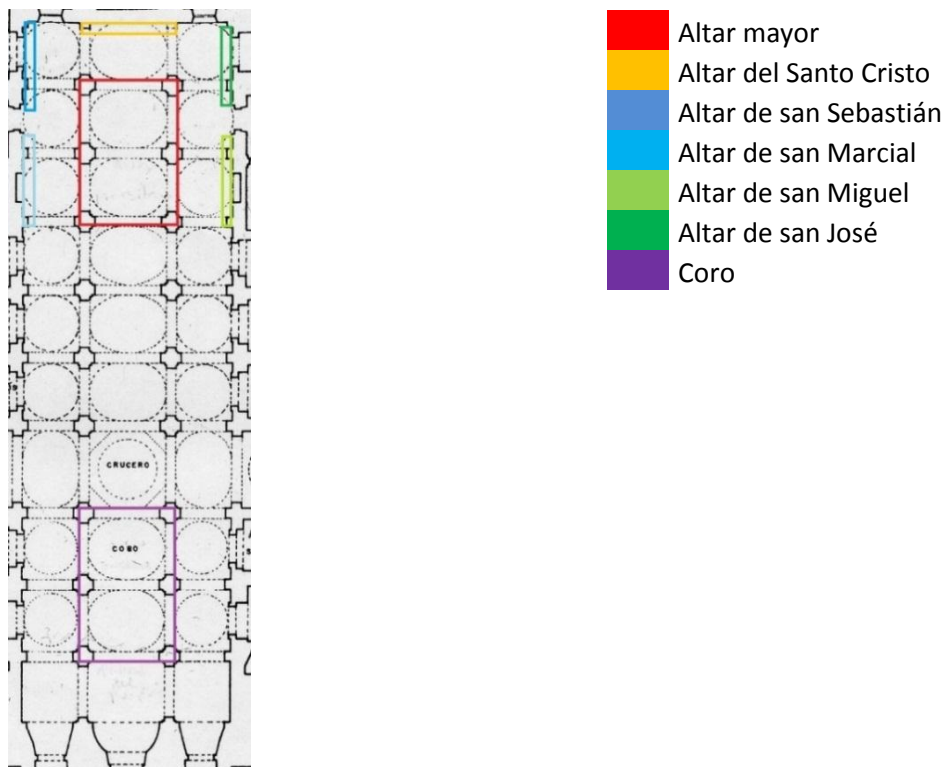 Altar mayor
Altar del Santo Cristo
Altar de san Sebastián
Altar de san Marcial
Altar de san Miguel
Altar de san José
Coro
CRUCERO
CORO